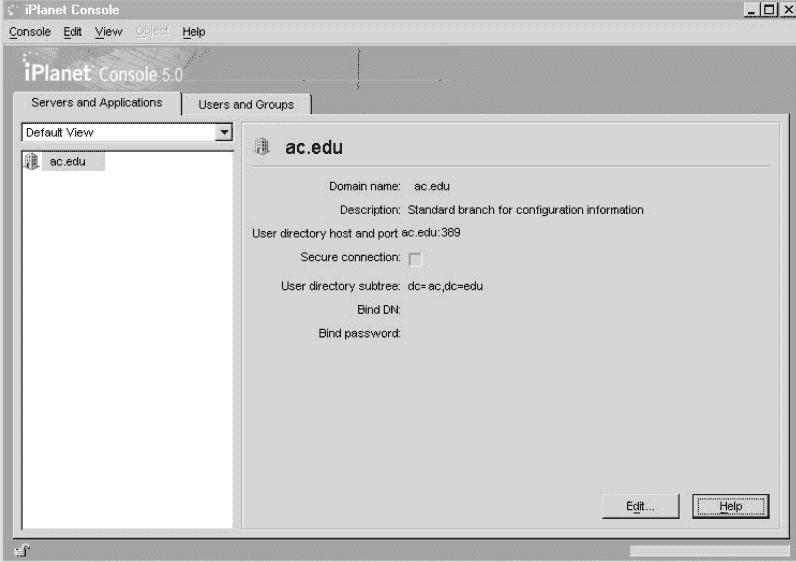 iPlanet Console
Console Edit View Object Help
iPlanet Console 5.0
Servers and Applications Users and Groups
Default View
ac.edu
ac.edu
Domain name: ac.edu
Description: Standard branch for configuration information
User directory host and port ac.edu:389
Secure connection:
User directory subtree: dc=ac,dc=edu
Bind DN:
Bind password:
Edit... Help